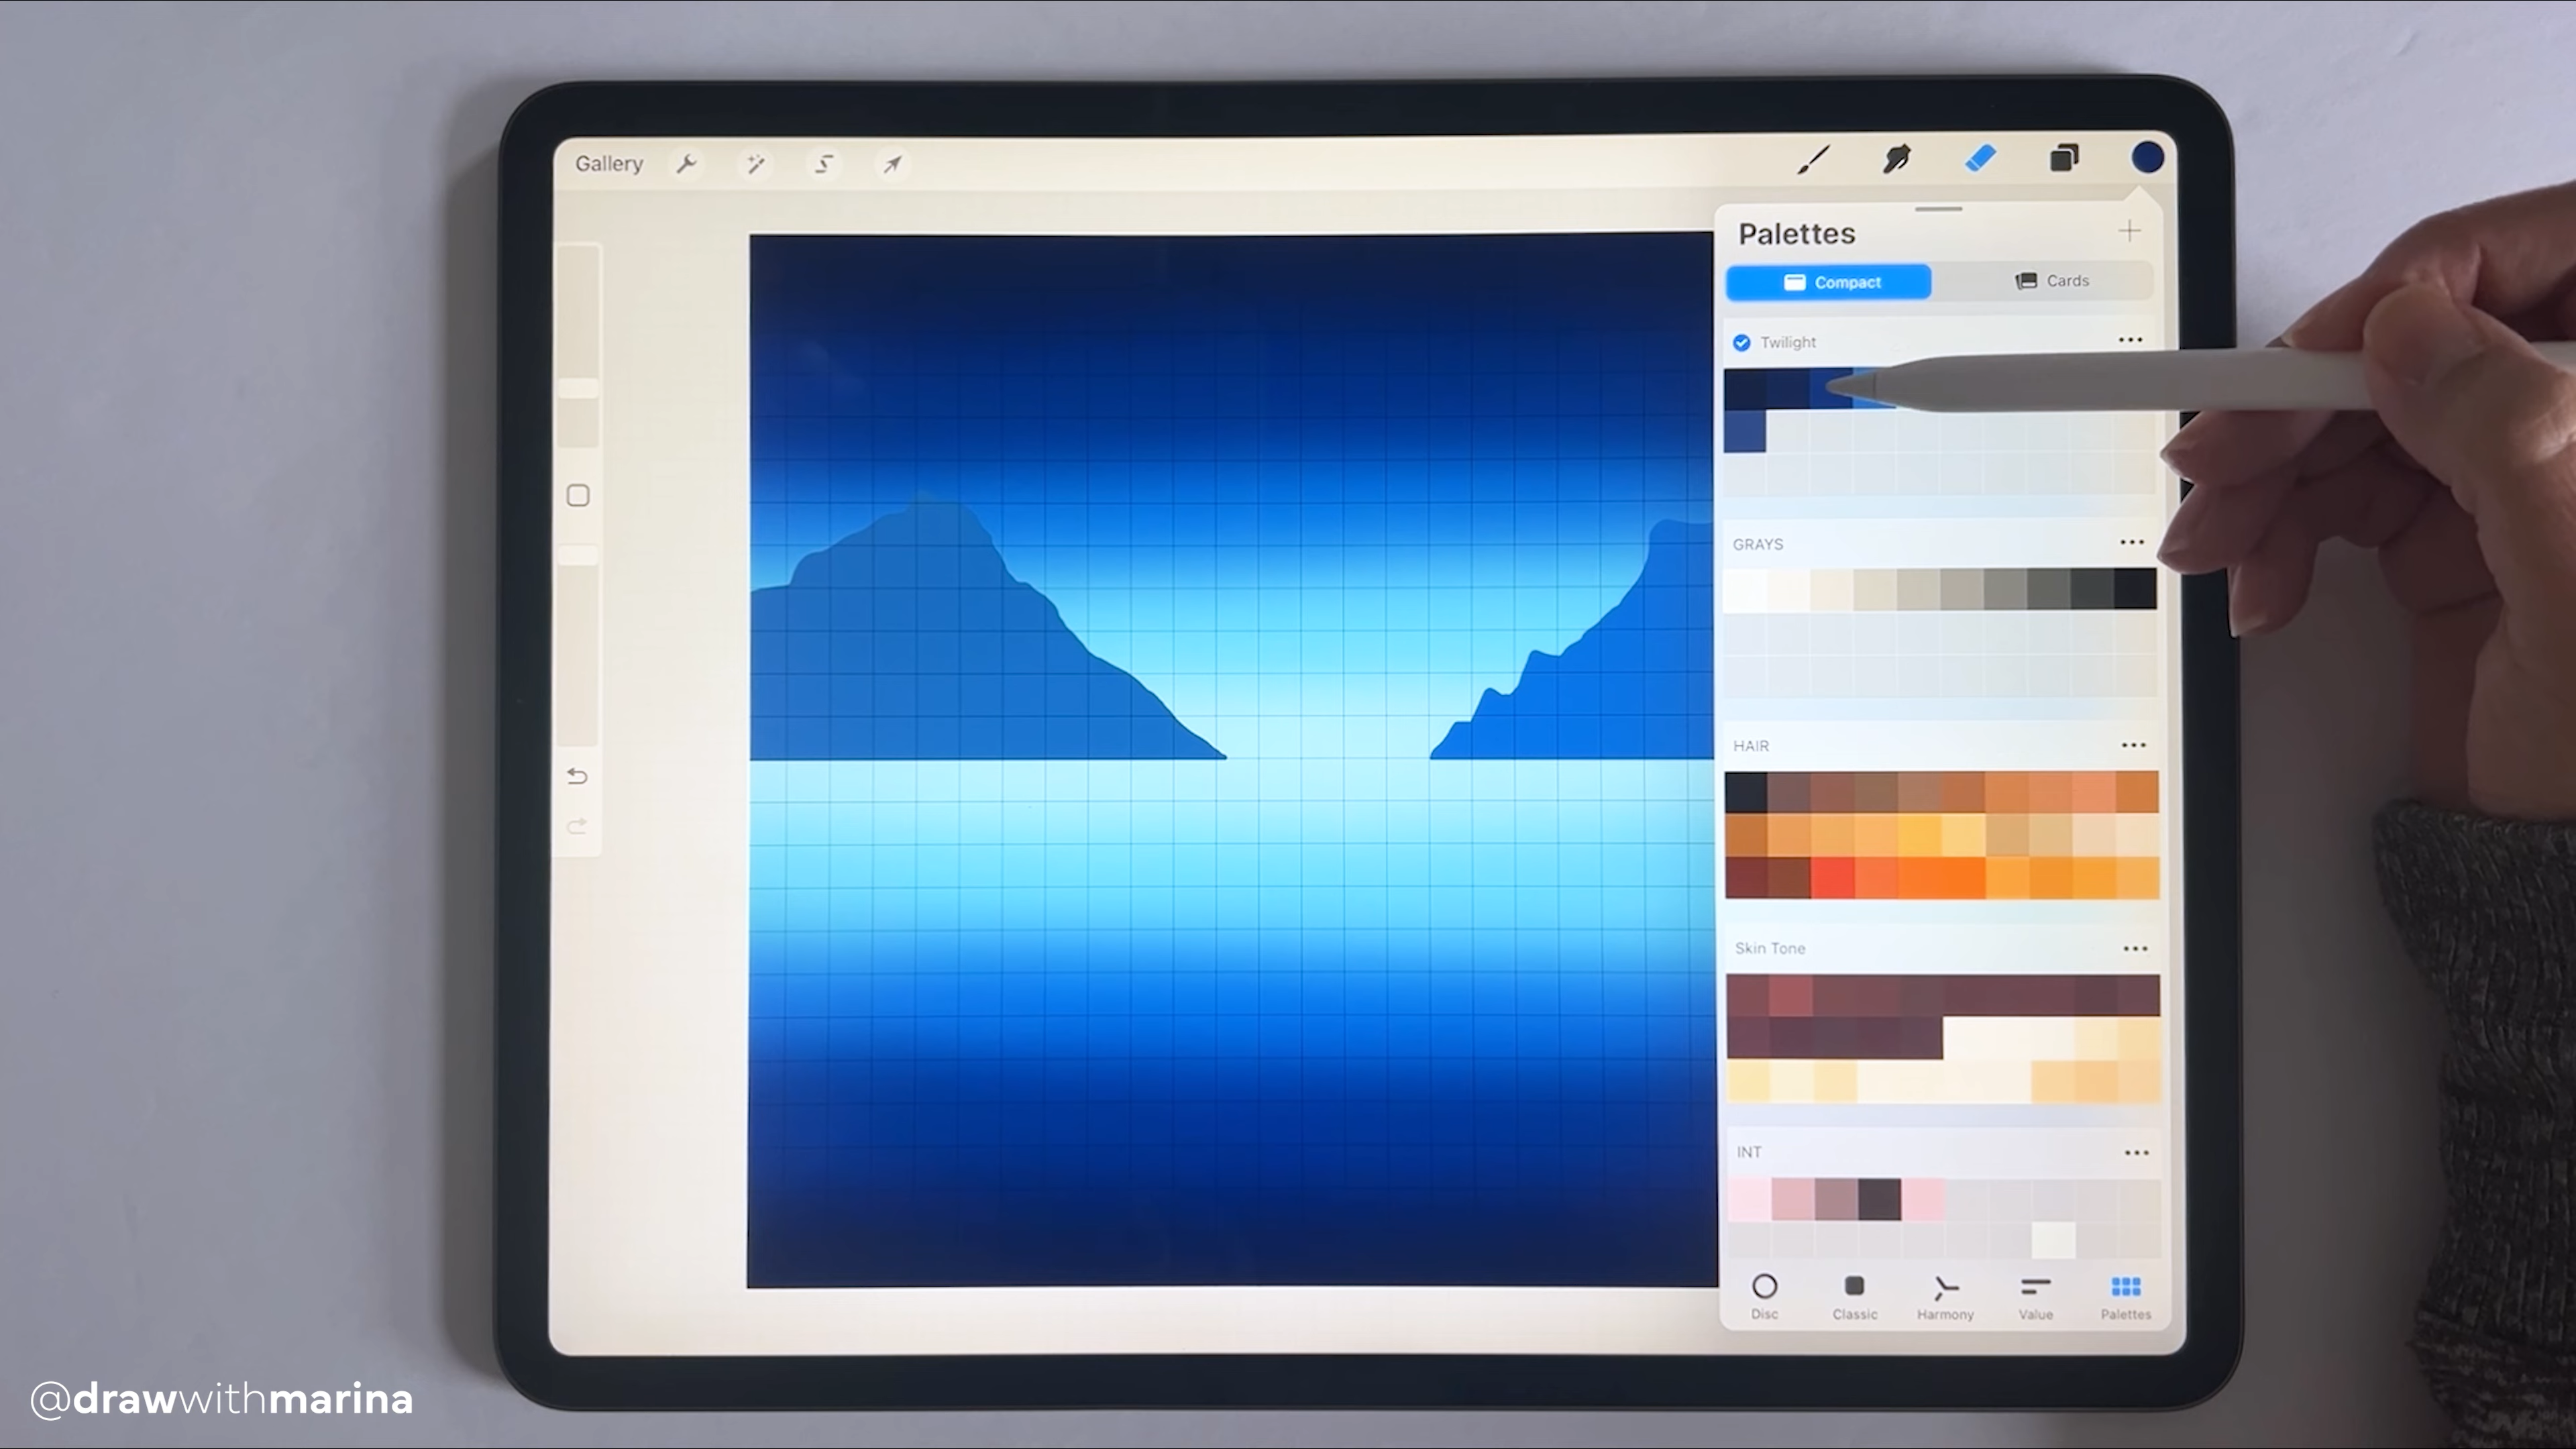 Gallery
Palettes
Compact
Cards
Twilight
GRAYS
HAIR
Skin Tone
INT
Disc
Classic
Harmony
Value
Palettes
@drawwithmarina